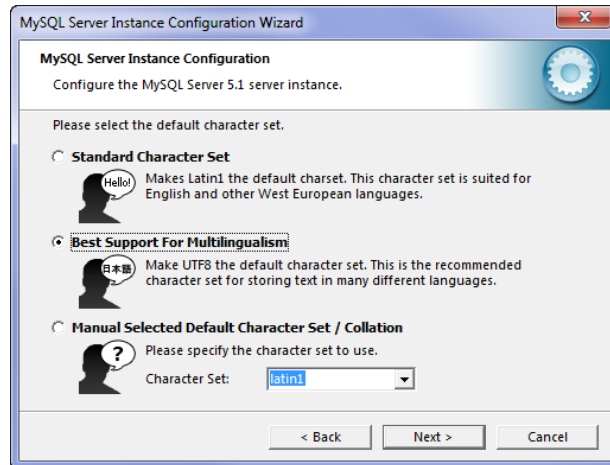 MySQL Server Instance Configuration Wizard
MySQL Server Instance Configuration
Configure the MySQL Server 5.1 server instance.
Please select the default character set.
Standard Character Set
Hello!
Makes Latin1 the default charset. This character set is suited for
English and other West European languages.
Best Support For Multilingualism
日本語
Make UTF8 the default character set. This is the recommended
character set for storing text in many different languages.
Manual Selected Default Character Set / Collation
?
Please specify the character set to use.
Character Set: latin1
< Back Next > Cancel